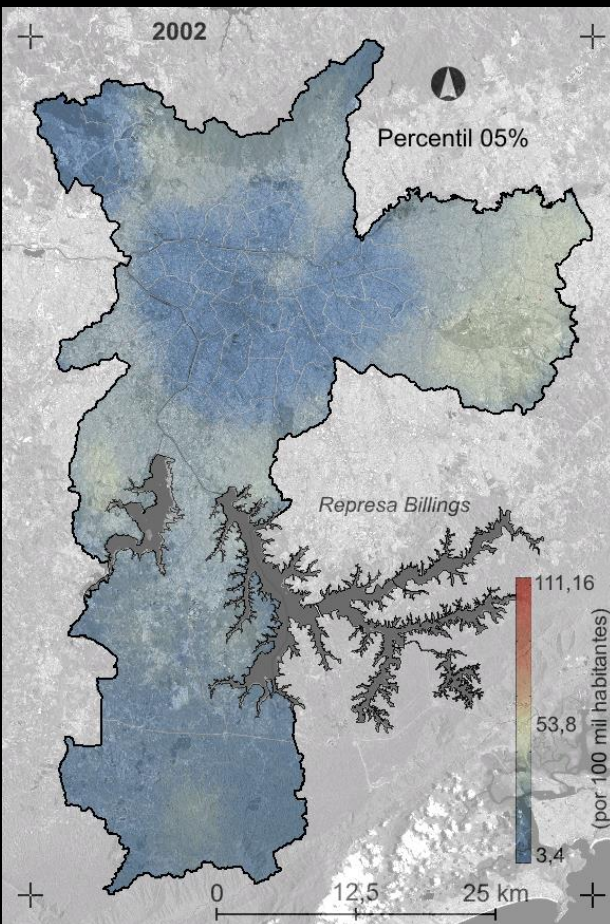 2002
Percentil 05%
Represa Billings
111,16
53,8
3,4
(por 100 mil habitantes)
0 12,5 25 km